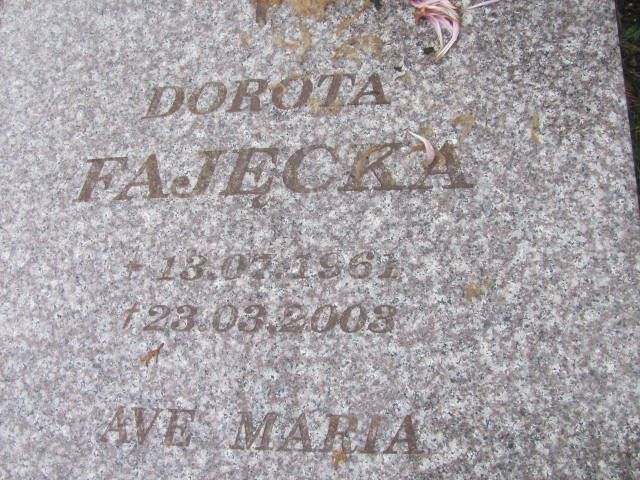 DOROTA
FAJĘCKA
* 13.07.1961
† 23.03.2003
AVE MARIA